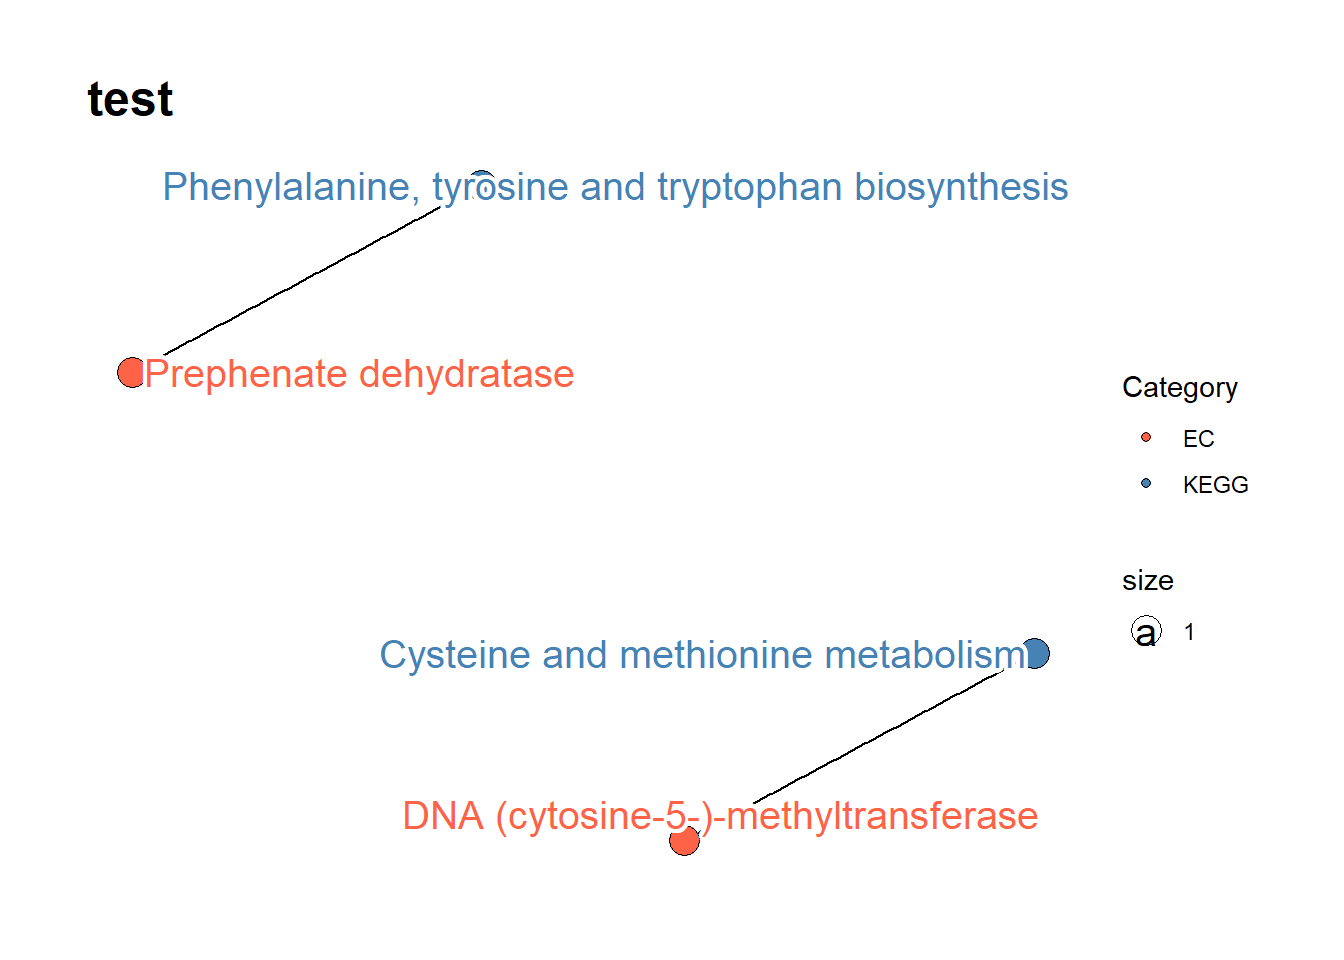 test
Phenylalanine, tyrosine and tryptophan biosynthesis
Prephenate dehydratase
Category
EC
KEGG
size
a 1
Cysteine and methionine metabolism
DNA (cytosine-5-)-methyltransferase